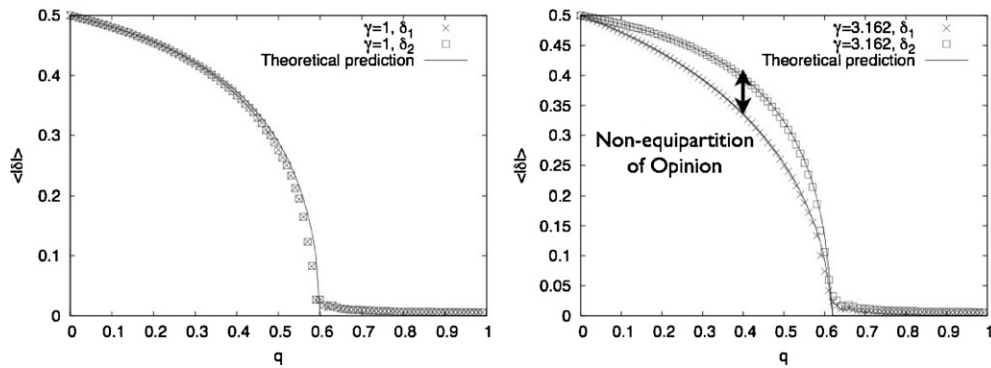 γ=1, δ₁
γ=1, δ₂
Theoretical prediction
0.5
0.4
0.3
0.2
0.1
0
<|δ|>
0 0.1 0.2 0.3 0.4 0.5 0.6 0.7 0.8 0.9 1
q
γ=3.162, δ₁
γ=3.162, δ₂
Theoretical prediction
0.5
0.45
0.4
0.35
0.3
0.25
0.2
0.15
0.1
0.05
0
<|δ|>
Non-equipartition
of Opinion
0 0.1 0.2 0.3 0.4 0.5 0.6 0.7 0.8 0.9 1
q